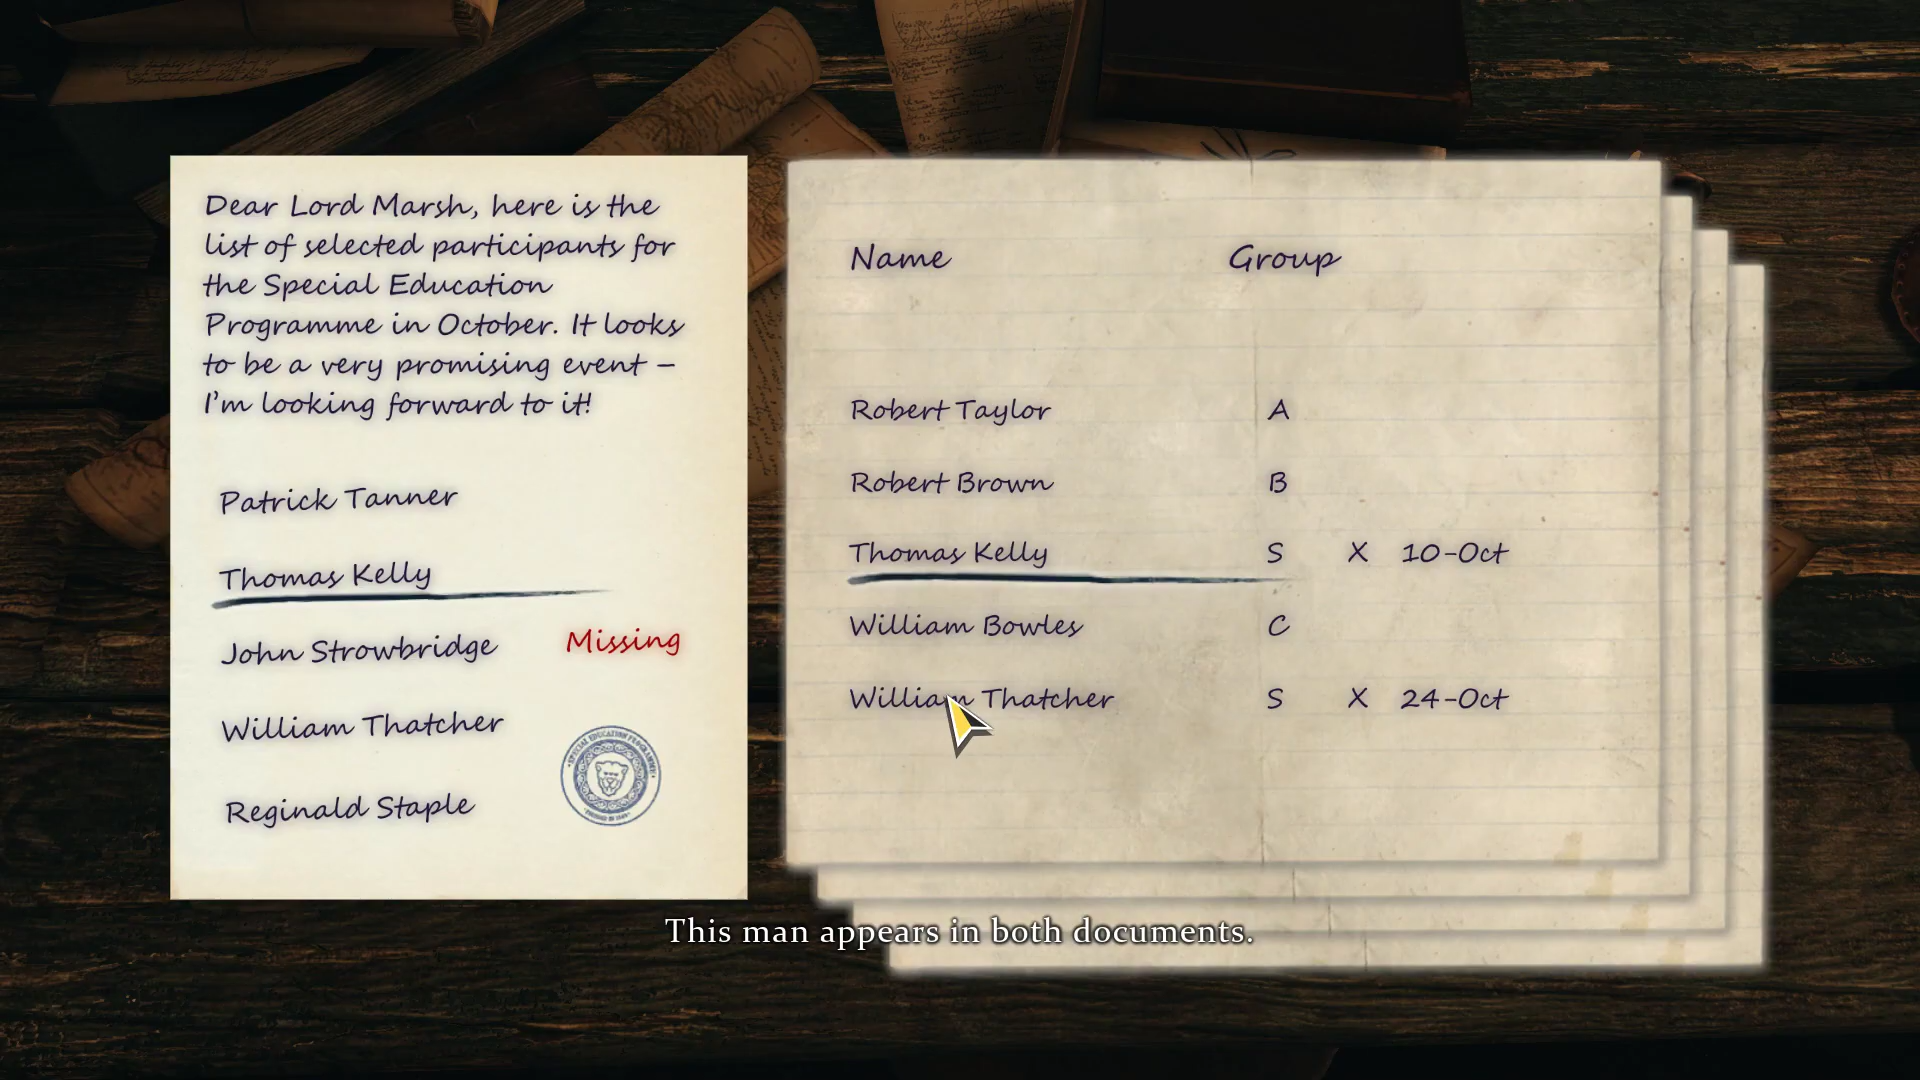 Dear Lord Marsh, here is the
list of selected participants for
the Special Education
Programme in October. It looks
to be a very promising event –
I'm looking forward to it!
Patrick Tanner
Thomas Kelly
John Strowbridge Missing
William Thatcher
Reginald Staple
SPECIAL EDUCATION PROGRAMME
Name Group
Robert Taylor A
Robert Brown B
Thomas Kelly S X 10-Oct
William Bowles C
William Thatcher S X 24-Oct
This man appears in both documents.